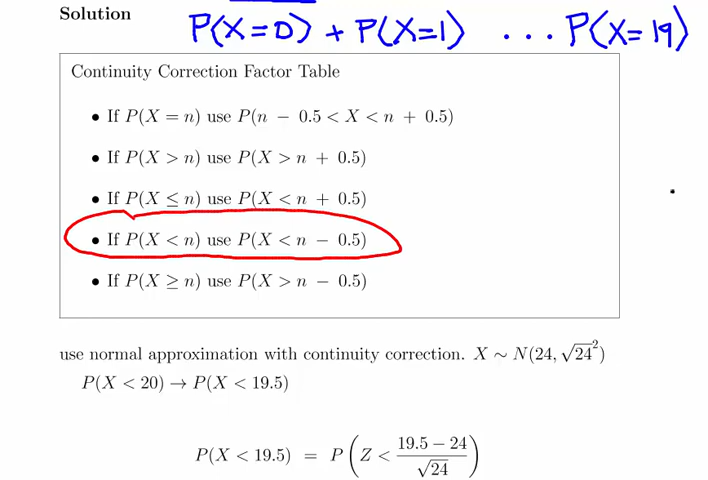 Solution
P(X=0) + P(X=1) ... P(X=19)
Continuity Correction Factor Table
• If P(X = n) use P(n − 0.5 < X < n + 0.5)
• If P(X > n) use P(X > n + 0.5)
• If P(X ≤ n) use P(X < n + 0.5)
• If P(X < n) use P(X < n − 0.5)
• If P(X ≥ n) use P(X > n − 0.5)
use normal approximation with continuity correction. X ∼ N(24, √24²)
P(X < 20) → P(X < 19.5)
P(X < 19.5) = P(Z < (19.5 − 24)/√24)